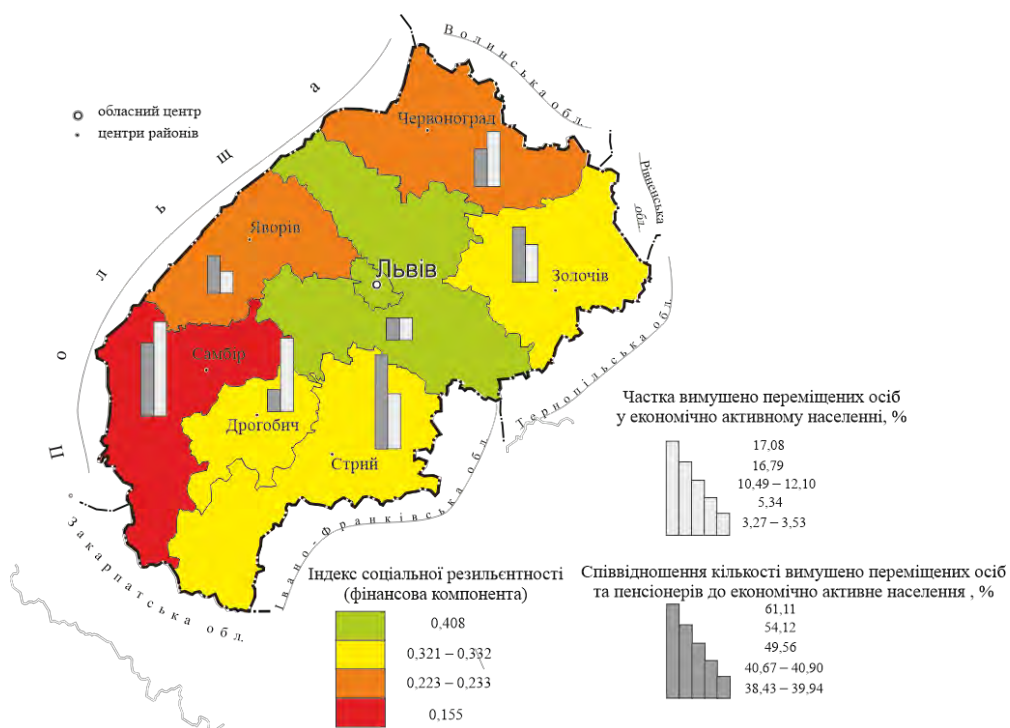 Волинська обл.
обласний центр
центри районів
Польща
Червоноград
Рівненська
обл.
Яворів
Львів
Золочів
Самбір
Дрогобич
Стрий
Тернопільська обл.
Івано-Франківська обл.
Закарпатська обл.
Частка вимушено переміщених осіб
у економічно активному населенні, %
17,08
16,79
10,49 – 12,10
5,34
3,27 – 3,53
Індекс соціальної резильєнтності
(фінансова компонента)
0,408
0,321 – 0,332
0,223 – 0,233
0,155
Співвідношення кількості вимушено переміщених осіб
та пенсіонерів до економічно активне населення , %
61,11
54,12
49,56
40,67 – 40,90
38,43 – 39,94